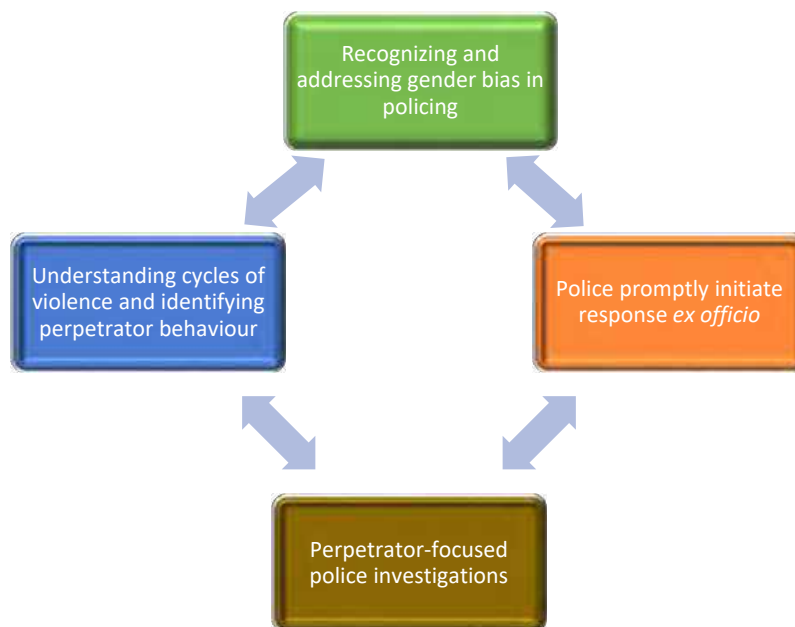 Recognizing and
addressing gender bias in
policing
Understanding cycles of
violence and identifying
perpetrator behaviour
Police promptly initiate
response ex officio
Perpetrator-focused
police investigations